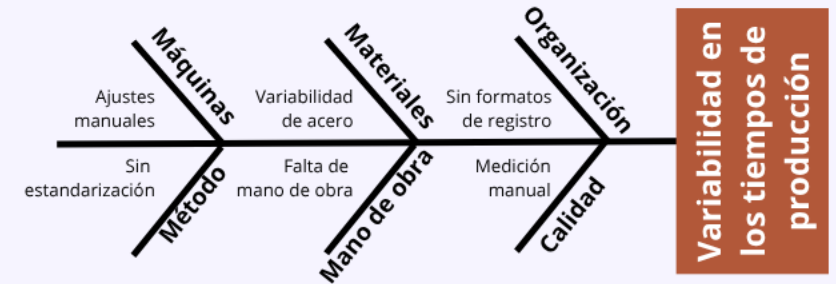 Máquinas
Ajustes
manuales
Materiales
Variabilidad
de acero
Organización
Sin formatos
de registro
Método
Sin
estandarización
Mano de obra
Falta de
mano de obra
Calidad
Medición
manual
Variabilidad en
los tiempos de
producción